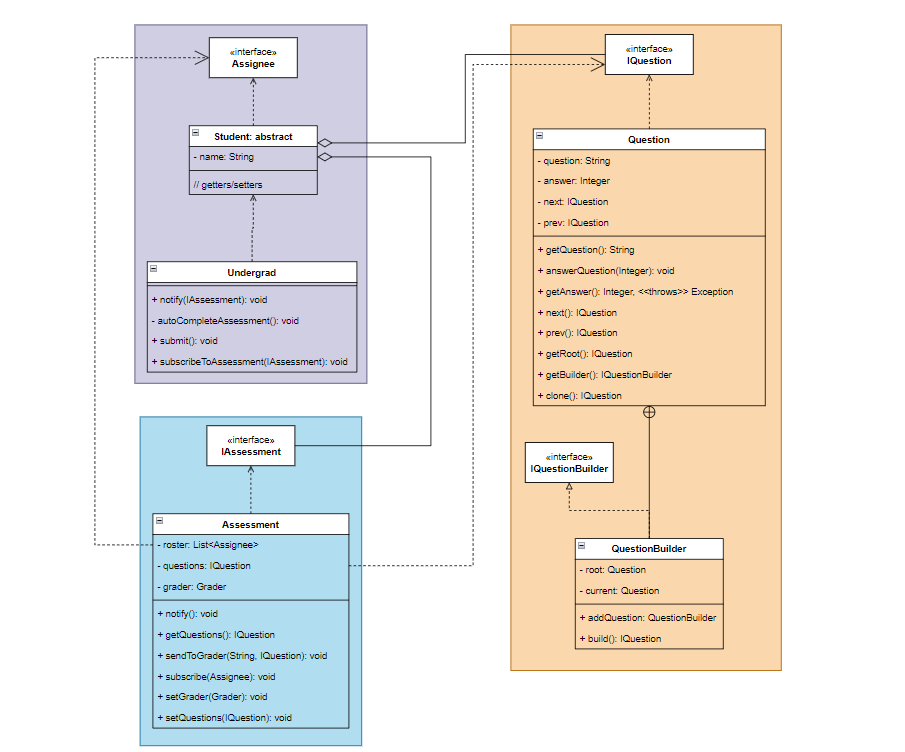 «interface»
Assignee
Student: abstract
- name: String
// getters/setters
Undergrad
+ notify(IAssessment): void
- autoCompleteAssessment(): void
+ submit(): void
+ subscribeToAssessment(IAssessment): void
«interface»
IAssessment
Assessment
- roster: List<Assignee>
- questions: IQuestion
- grader: Grader
+ notify(): void
+ getQuestions(): IQuestion
+ sendToGrader(String, IQuestion): void
+ subscribe(Assignee): void
+ setGrader(Grader): void
+ setQuestions(IQuestion): void
«interface»
IQuestion
Question
- question: String
- answer: Integer
- next: IQuestion
- prev: IQuestion
+ getQuestion(): String
+ answerQuestion(Integer): void
+ getAnswer(): Integer, <<throws>> Exception
+ next(): IQuestion
+ prev(): IQuestion
+ getRoot(): IQuestion
+ getBuilder(): IQuestionBuilder
+ clone(): IQuestion
«interface»
IQuestionBuilder
QuestionBuilder
- root: Question
- current: Question
+ addQuestion: QuestionBuilder
+ build(): IQuestion